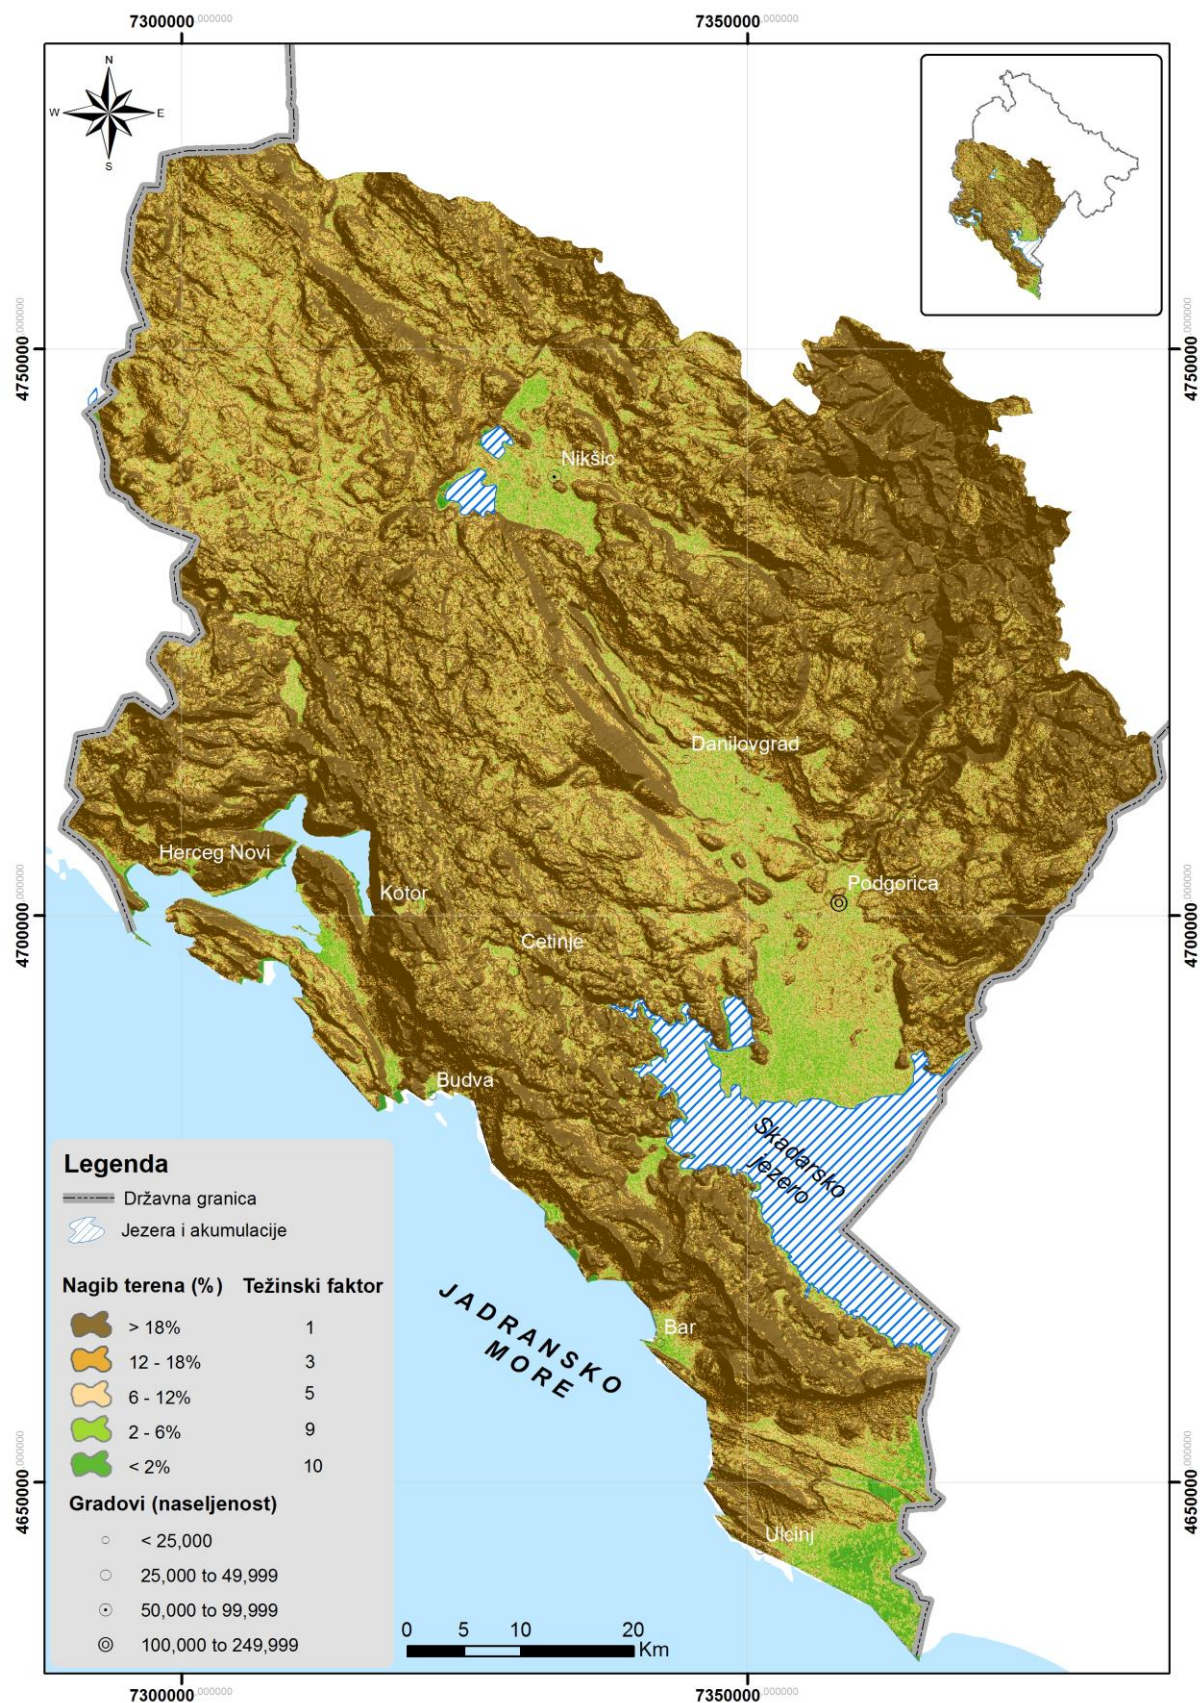 7300000.000000
7350000.000000
N
W
E
S
4750000.000000
4750000.000000
Nikšic
Danilovgrad
Herceg Novi
Kotor
Podgorica
Cetinje
4700000.000000
4700000.000000
Budva
Skadarsko
jezero
JADRANSKO
MORE
Bar
Ulcinj
4650000.000000
4650000.000000
Legenda
Državna granica
Jezera i akumulacije
Nagib terena (%) Težinski faktor
> 18% 1
12 - 18% 3
6 - 12% 5
2 - 6% 9
< 2% 10
Gradovi (naseljenost)
< 25,000
25,000 to 49,999
50,000 to 99,999
100,000 to 249,999
0 5 10 20
Km
7300000.000000
7350000.000000